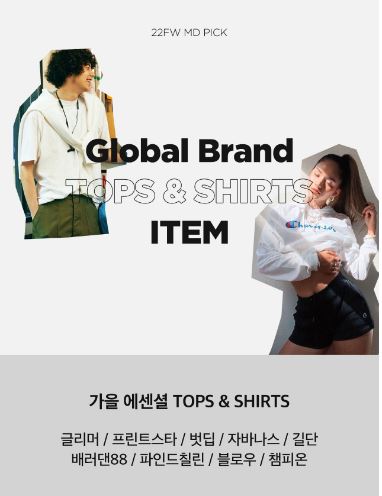 22FW MD PICK
Global Brand
TOPS & SHIRTS
ITEM
Champion
가을 에센셜 TOPS & SHIRTS
글리머 / 프린트스타 / 벗딥 / 자바나스 / 길단
배러댄88 / 파인드칠린 / 블로우 / 챔피온